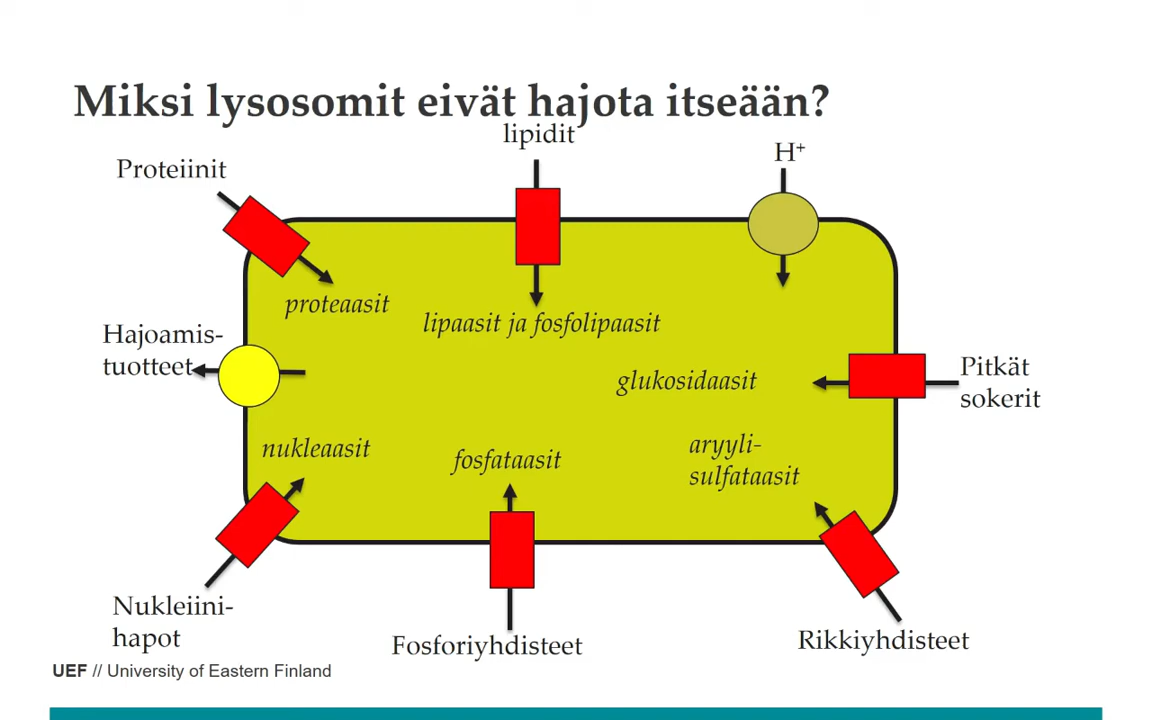 Miksi lysosomit eivät hajota itseään?
lipidit
H⁺
Proteiinit
proteaasit
lipaasit ja fosfolipaasit
Hajoamis-
tuotteet
glukosidaasit
Pitkät
sokerit
nukleaasit
fosfataasit
aryyli-
sulfataasit
Nukleiini-
hapot
Fosforiyhdisteet
Rikkiyhdisteet
UEF // University of Eastern Finland